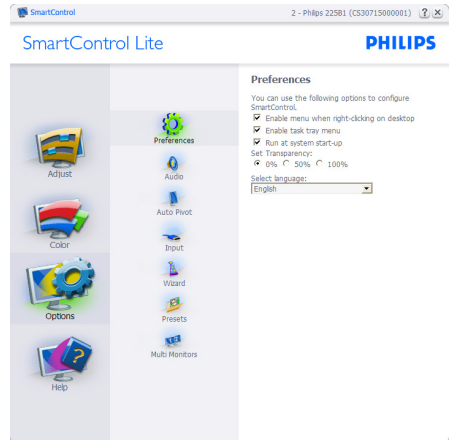 SmartControl
2 - Philips 225B1 (CS30715000001)
? X
SmartControl Lite
PHILIPS
Adjust
Color
Options
Help
Preferences
Audio
Auto Pivot
Input
Wizard
Presets
Multi Monitors
Preferences
You can use the following options to configure
SmartControl.
Enable menu when right-clicking on desktop
Enable task tray menu
Run at system start-up
Set Transparency:
0% 50% 100%
Select language:
English